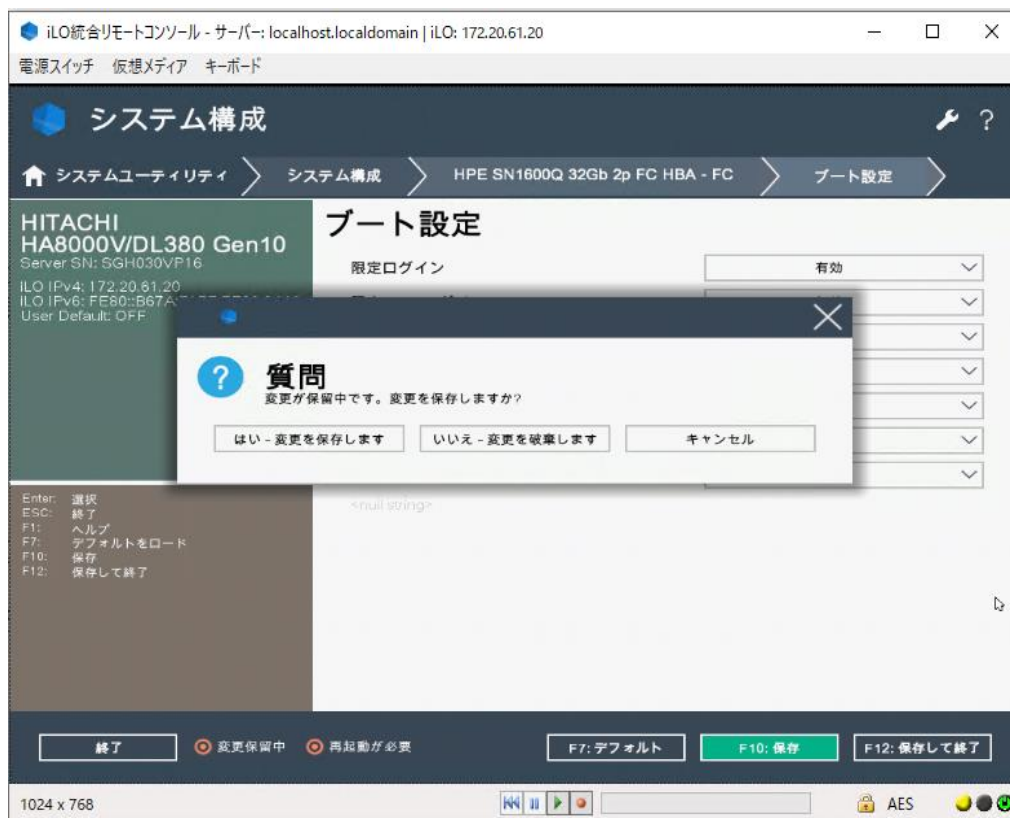 iLO統合リモートコンソール - サーバー: localhost.localdomain | iLO: 172.20.61.20
電源スイッチ 仮想メディア キーボード
システム構成
?
システムユーティリティ システム構成 HPE SN1600Q 32Gb 2p FC HBA - FC ブート設定
HITACHI
HA8000V/DL380 Gen10
Server SN: SGH030VP16
iLO IPv4: 172.20.61.20
iLO IPv6: FE80::B67A
User Default: OFF
ブート設定
限定ログイン 有効
?
質問
変更が保留中です。変更を保存しますか?
はい - 変更を保存します いいえ - 変更を破棄します キャンセル
<null string>
Enter: 選択
ESC: 終了
F1: ヘルプ
F7: デフォルトをロード
F10: 保存
F12: 保存して終了
終了 変更保留中 再起動が必要 F7: デフォルト F10: 保存 F12: 保存して終了
1024 x 768 AES